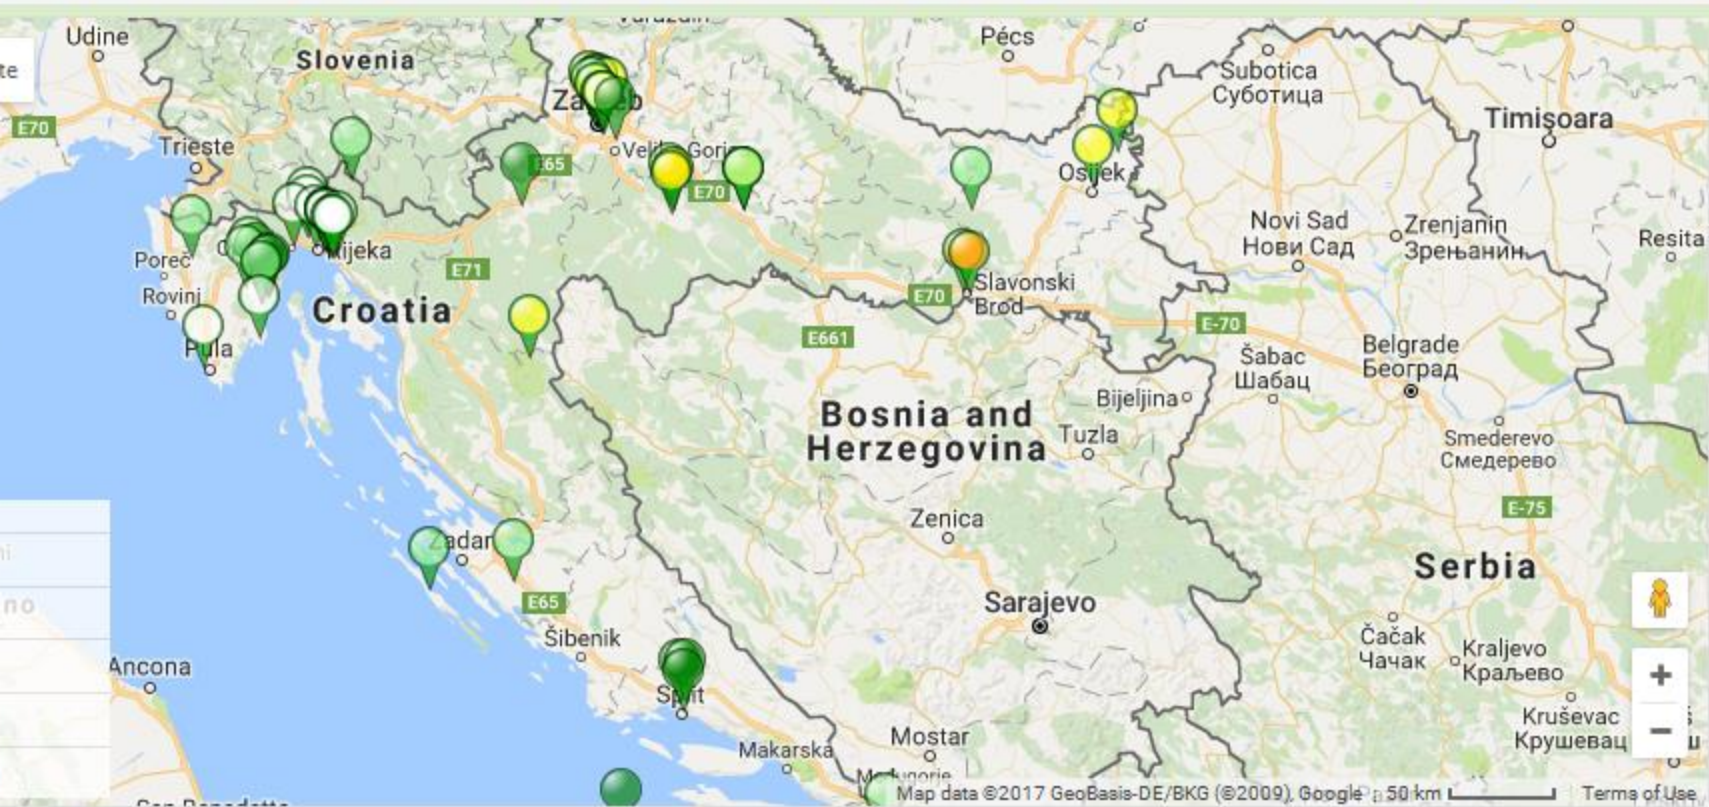 Udine
Slovenia
Pécs
te
Subotica
Суботица
E70
Timișoara
Trieste
E65
E70
Osijek
Novi Sad
Нови Сад
Zrenjanin
Зрењанин
Resita
Poreč
Rijeka
E71
Rovinj
Croatia
E70
Slavonski
Brod
E-70
E661
Pula
Šabac
Шабац
Belgrade
Београд
Bijeljina
Bosnia and
Herzegovina
Tuzla
Smederevo
Смедерево
Zenica
E-75
Zadar
Serbia
no
E65
Sarajevo
Šibenik
Čačak
Чачак
Kraljevo
Краљево
Ancona
Split
Kruševac
Крушевац
Mostar
Makarska
Map data ©2017 GeoBasis-DE/BKG (©2009), Google
50 km
Terms of Use